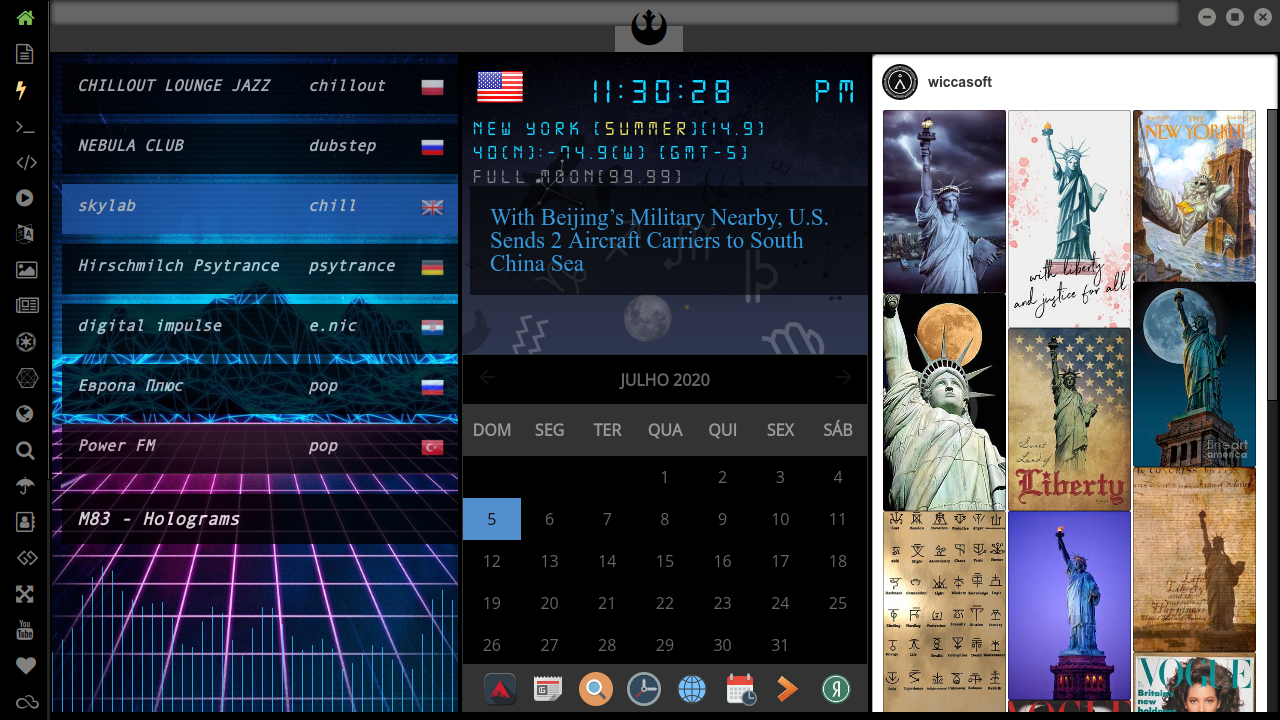 CHILLOUT LOUNGE JAZZ chillout
NEBULA CLUB dubstep
skylab chill
Hirschmilch Psytrance psytrance
digital impulse e.nic
Европа Плюс pop
Power FM pop
M83 - Holograms
11:30:28 PM
NEW YORK (SUMMER)(14.9)
40(N):-74.9(W) (GMT-5)
FULL MOON(99.99)
With Beijing’s Military Nearby, U.S.
Sends 2 Aircraft Carriers to South
China Sea
JULHO 2020
DOM SEG TER QUA QUI SEX SÁB
1 2 3 4
5 6 7 8 9 10 11
12 13 14 15 16 17 18
19 20 21 22 23 24 25
26 27 28 29 30 31
You
Tube
Я
wiccasoft
with liberty
and justice for all
THE
NEW YORKER
Sweet
Land of
Liberty
fine art
america
CONGRESS
VOGUE
Britain's
new